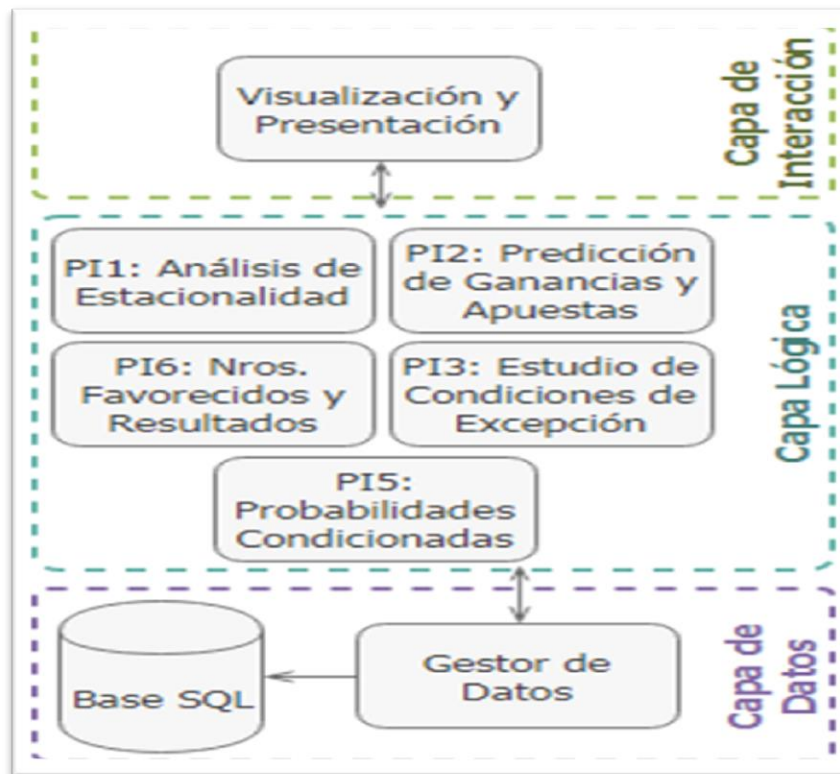 Visualización y
Presentación
Capa de
Interacción
PI1: Análisis de
Estacionalidad
PI2: Predicción
de Ganancias y
Apuestas
PI6: Nros.
Favorecidos y
Resultados
PI3: Estudio de
Condiciones de
Excepción
PI5:
Probabilidades
Condicionadas
Capa Lógica
Base SQL
Gestor de
Datos
Capa de
Datos